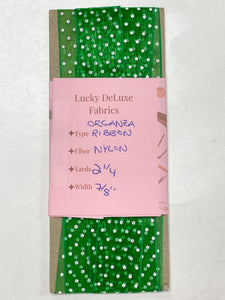 Lucky DeLuxe
Fabrics
ORGANZA
Type RIBBON
Fiber NYLON
Yards 2 1/4
Width 7/8"